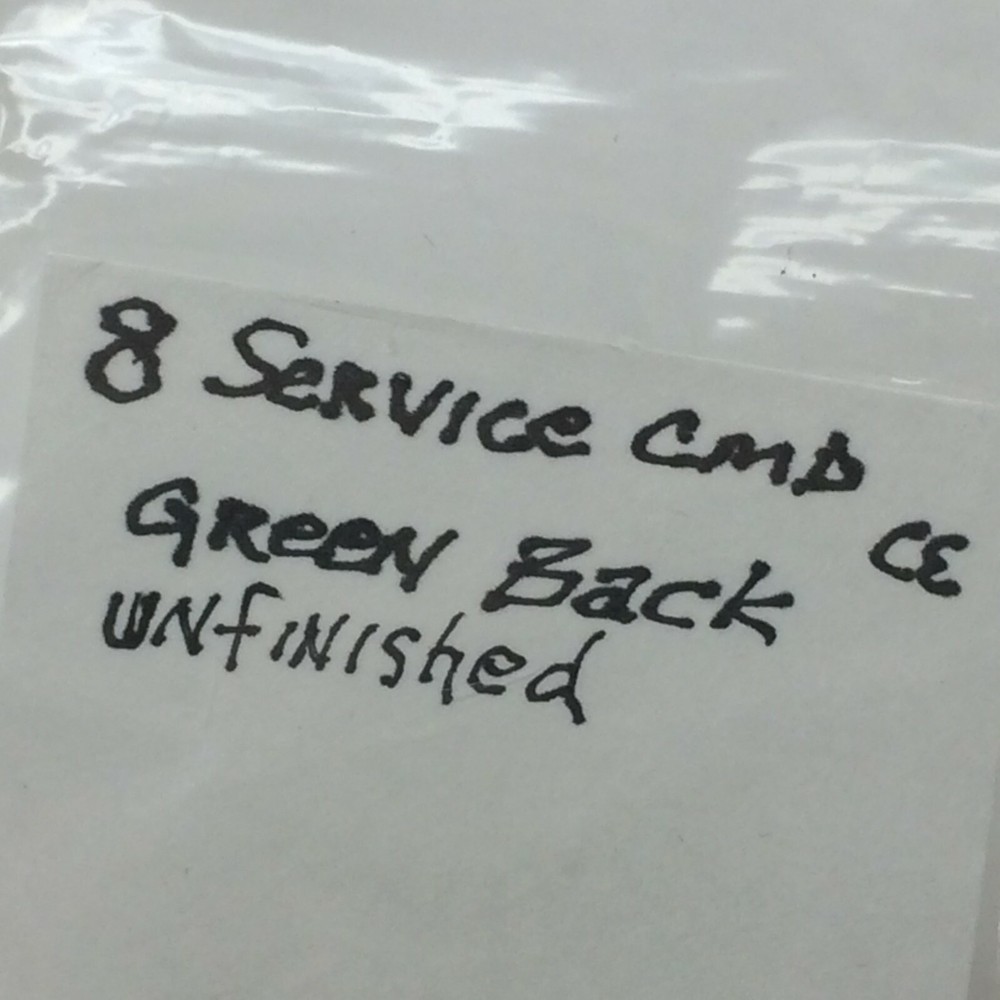 8 SeRVICe CMD
GReeN Back CE
UNfINIShed